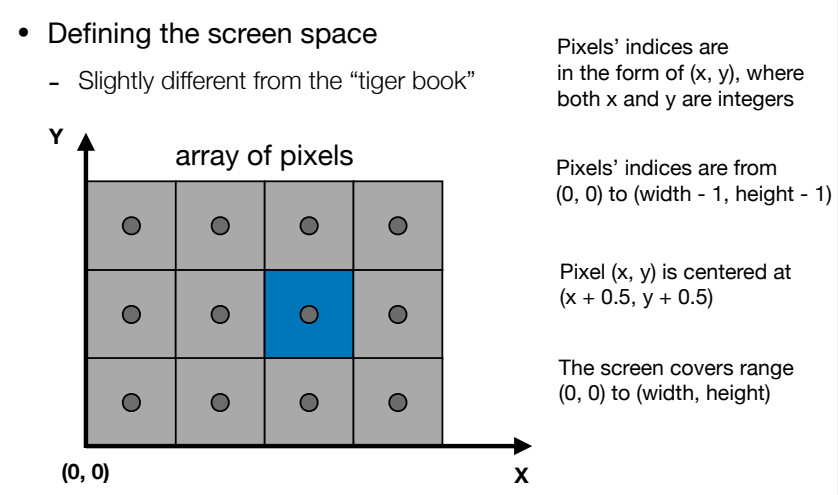 • Defining the screen space
- Slightly different from the “tiger book”
Y
array of pixels
(0, 0)
X
Pixels’ indices are
in the form of (x, y), where
both x and y are integers
Pixels’ indices are from
(0, 0) to (width - 1, height - 1)
Pixel (x, y) is centered at
(x + 0.5, y + 0.5)
The screen covers range
(0, 0) to (width, height)